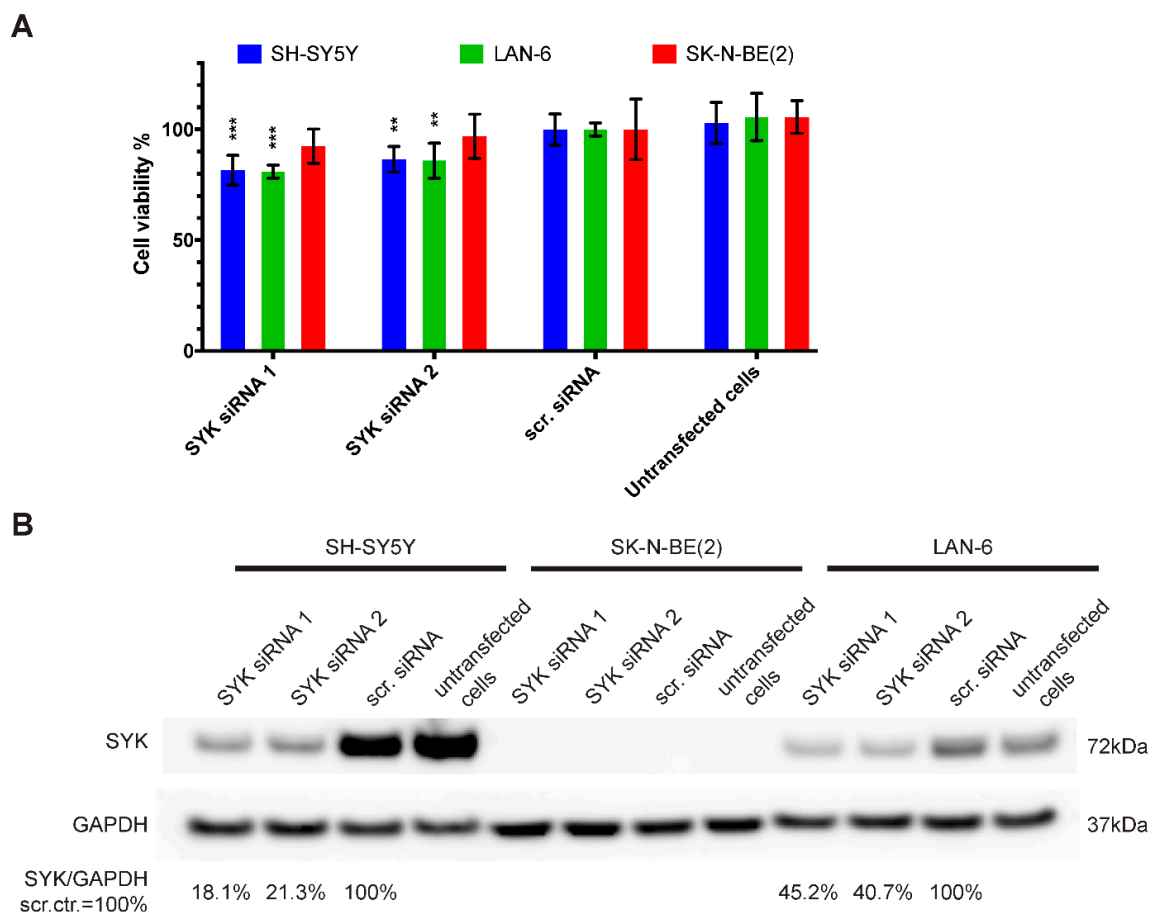 A
SH-SY5Y LAN-6 SK-N-BE(2)
Cell viability %
100
50
0
*** *** ** **
SYK siRNA 1 SYK siRNA 2 scr. siRNA Untransfected cells
B
SH-SY5Y SK-N-BE(2) LAN-6
SYK siRNA 1 SYK siRNA 2 scr. siRNA untransfected cells SYK siRNA 1 SYK siRNA 2 scr. siRNA untransfected cells SYK siRNA 1 SYK siRNA 2 scr. siRNA untransfected cells
SYK 72kDa
GAPDH 37kDa
SYK/GAPDH 18.1% 21.3% 100% 45.2% 40.7% 100%
scr.ctr.=100%